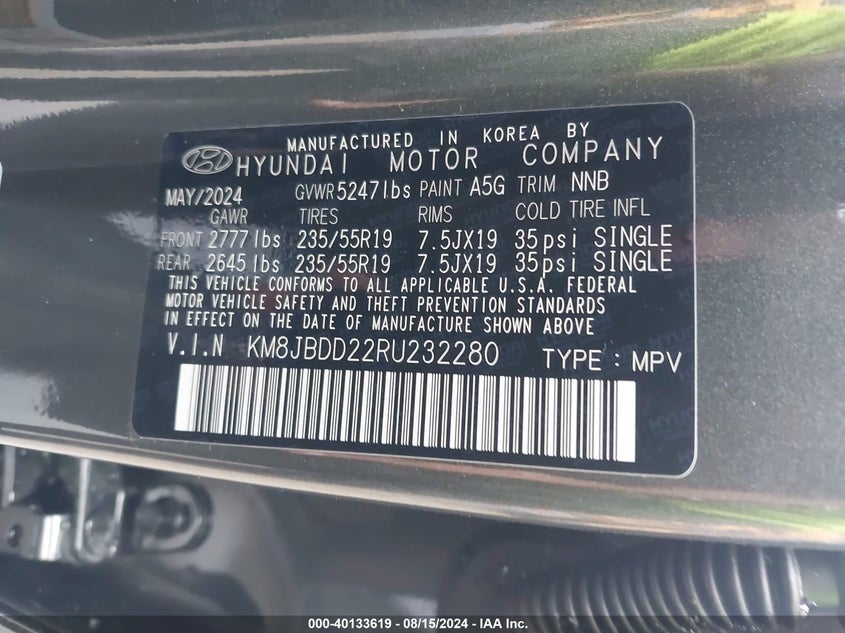 MANUFACTURED IN KOREA BY
HYUNDAI MOTOR COMPANY
MAY/2024 GVWR 5247lbs PAINT A5G TRIM NNB
GAWR TIRES RIMS COLD TIRE INFL
FRONT 2777lbs 235/55R19 7.5JX19 35psi SINGLE
REAR 2645lbs 235/55R19 7.5JX19 35psi SINGLE
THIS VEHICLE CONFORMS TO ALL APPLICABLE U.S.A. FEDERAL
MOTOR VEHICLE SAFETY AND THEFT PREVENTION STANDARDS
IN EFFECT ON THE DATE OF MANUFACTURE SHOWN ABOVE
V.I.N KM8JBDD22RU232280 TYPE : MPV
000-40133619 - 08/15/2024 - IAA Inc.